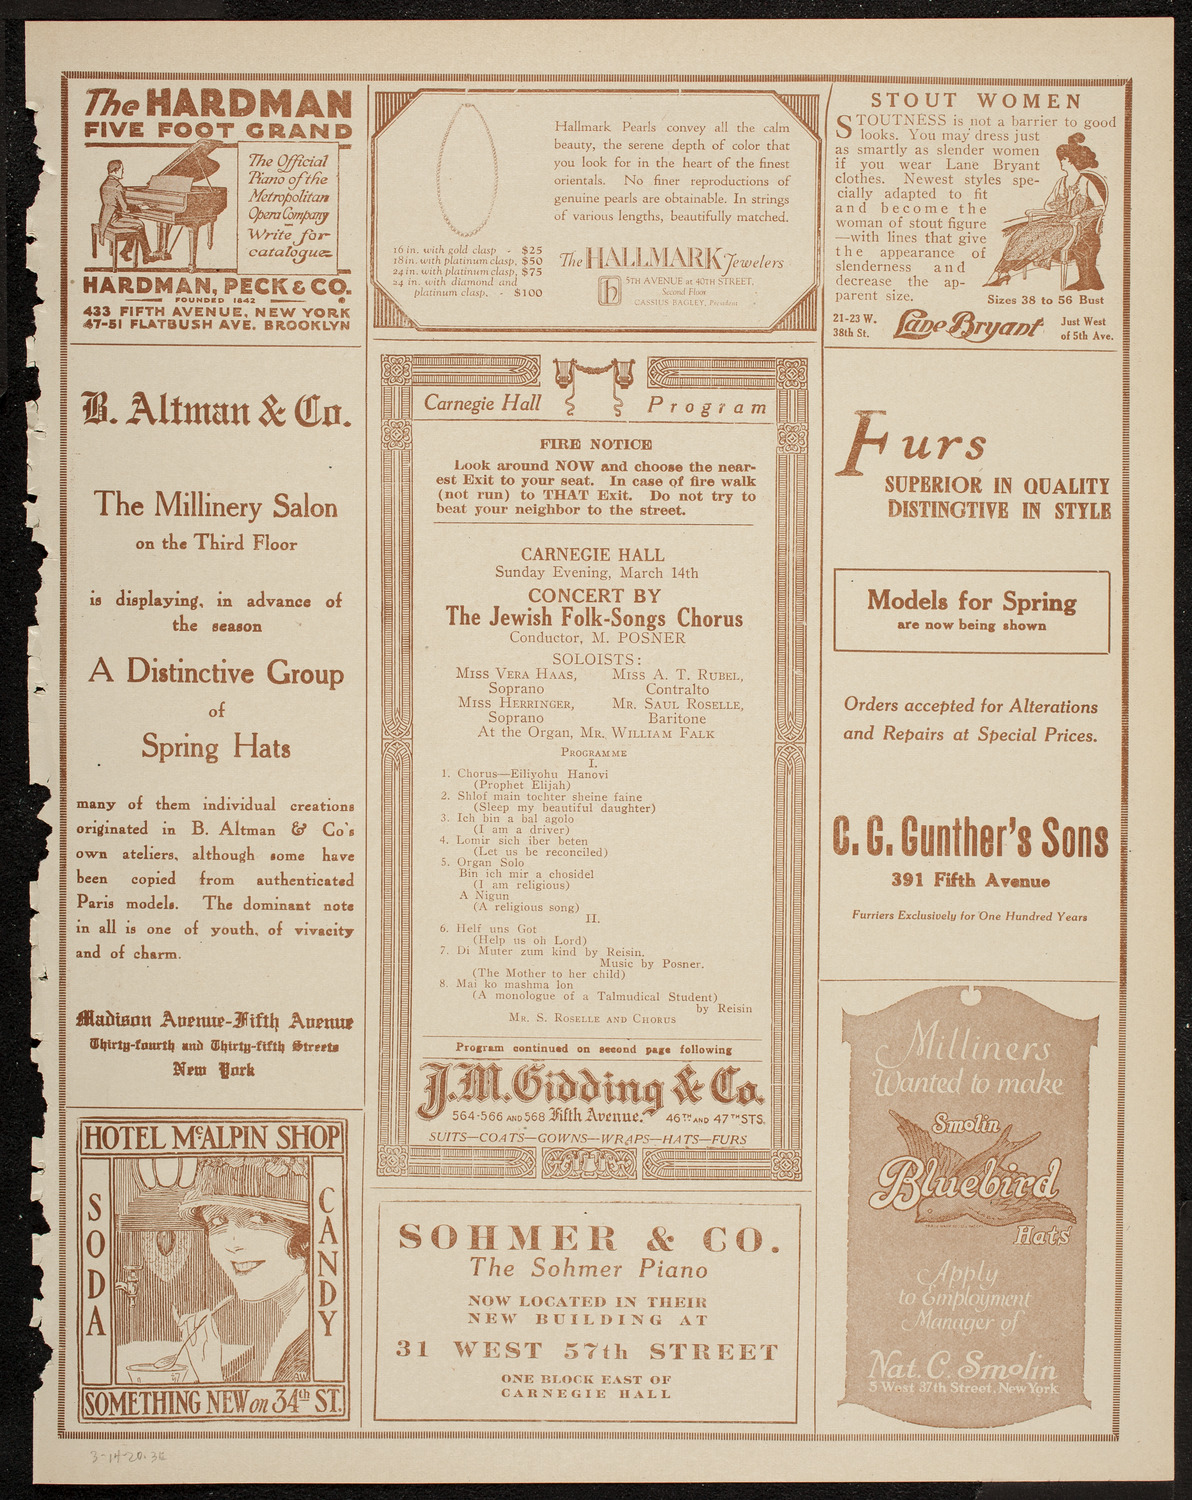 The HARDMAN
FIVE FOOT GRAND
The Official
Piano of the
Metropolitan
Opera Company
Write for
catalogue
HARDMAN, PECK & CO.
FOUNDED 1842
433 FIFTH AVENUE, NEW YORK
47-51 FLATBUSH AVE. BROOKLYN
B. Altman & Co.
The Millinery Salon
on the Third Floor
is displaying, in advance of
the season
A Distinctive Group
of
Spring Hats
many of them individual creations
originated in B. Altman & Co's
own ateliers, although some have
been copied from authenticated
Paris models. The dominant note
in all is one of youth, of vivacity
and of charm.
Madison Avenue-Fifth Avenue
Thirty-fourth and Thirty-fifth Streets
New York
HOTEL McALPIN SHOP
SODA
CANDY
SOMETHING NEW on 34th ST.
Hallmark Pearls convey all the calm
beauty, the serene depth of color that
you look for in the heart of the finest
orientals. No finer reproductions of
genuine pearls are obtainable. In strings
of various lengths, beautifully matched.
16 in. with gold clasp - $25
18 in. with platinum clasp, $50
24 in. with platinum clasp, $75
24 in. with diamond and
platinum clasp, - $100
The HALLMARK Jewelers
h
5TH AVENUE at 40TH STREET,
Second Floor
CASSIUS BAGLEY, President
Carnegie Hall Program
FIRE NOTICE
Look around NOW and choose the near-
est Exit to your seat. In case of fire walk
(not run) to THAT Exit. Do not try to
beat your neighbor to the street.
CARNEGIE HALL
Sunday Evening, March 14th
CONCERT BY
The Jewish Folk-Songs Chorus
Conductor, M. POSNER
SOLOISTS:
MISS VERA HAAS, MISS A. T. RUBEL,
Soprano Contralto
MISS HERRINGER, MR. SAUL ROSELLE,
Soprano Baritone
At the Organ, MR. WILLIAM FALK
PROGRAMME
I.
1. Chorus—Eiliyohu Hanovi
(Prophet Elijah)
2. Shlof main tochter sheine faine
(Sleep my beautiful daughter)
3. Ich bin a bal agolo
(I am a driver)
4. Lomir sich iber beten
(Let us be reconciled)
5. Organ Solo
Bin ich mir a chosidel
(I am religious)
A Nigun
(A religious song)
II.
6. Helf uns Got
(Help us oh Lord)
7. Di Muter zum kind by Reisin,
Music by Posner.
(The Mother to her child)
8. Mai ko mashma lon
(A monologue of a Talmudical Student)
by Reisin
MR. S. ROSELLE AND CHORUS
Program continued on second page following
J.M. Gidding & Co.
564-566 AND 568 Fifth Avenue. 46TH AND 47TH STS.
SUITS—COATS—GOWNS—WRAPS—HATS—FURS
SOHMER & CO.
The Sohmer Piano
NOW LOCATED IN THEIR
NEW BUILDING AT
31 WEST 57th STREET
ONE BLOCK EAST OF
CARNEGIE HALL
STOUT WOMEN
STOUTNESS is not a barrier to good
looks. You may dress just
as smartly as slender women
if you wear Lane Bryant
clothes. Newest styles spe-
cially adapted to fit
and become the
woman of stout figure
—with lines that give
the appearance of
slenderness and
decrease the ap-
parent size.
Sizes 38 to 56 Bust
21-23 W.
38th St.
Lane Bryant
Just West
of 5th Ave.
Furs
SUPERIOR IN QUALITY
DISTINCTIVE IN STYLE
Models for Spring
are now being shown
Orders accepted for Alterations
and Repairs at Special Prices.
C. G. Gunther's Sons
391 Fifth Avenue
Furriers Exclusively for One Hundred Years
Milliners
Wanted to make
Smolin
Bluebird
Hats
Apply
to Employment
Manager of
Nat. C. Smolin
5 West 37th Street, New York
3-14-20.3E